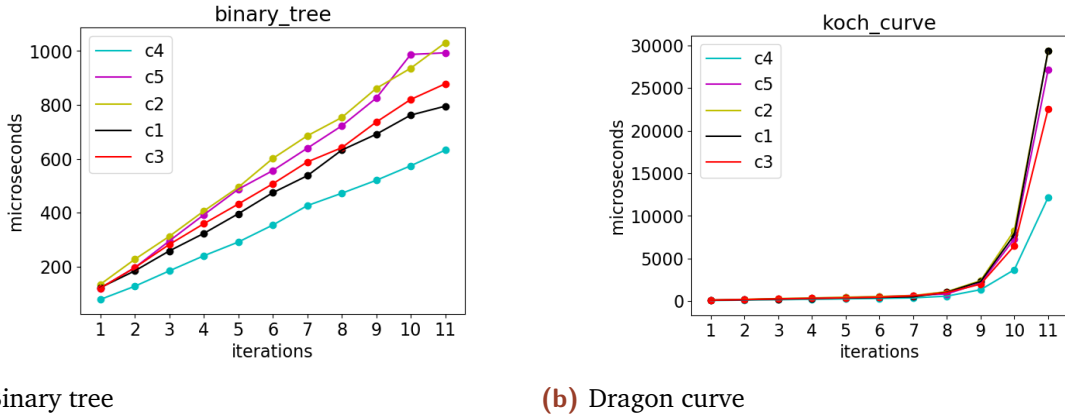 binary_tree
1000
800
600
400
200
microseconds
c4
c5
c2
c1
c3
1 2 3 4 5 6 7 8 9 10 11
iterations
koch_curve
30000
25000
20000
15000
10000
5000
0
microseconds
c4
c5
c2
c1
c3
1 2 3 4 5 6 7 8 9 10 11
iterations
inary tree
(b) Dragon curve